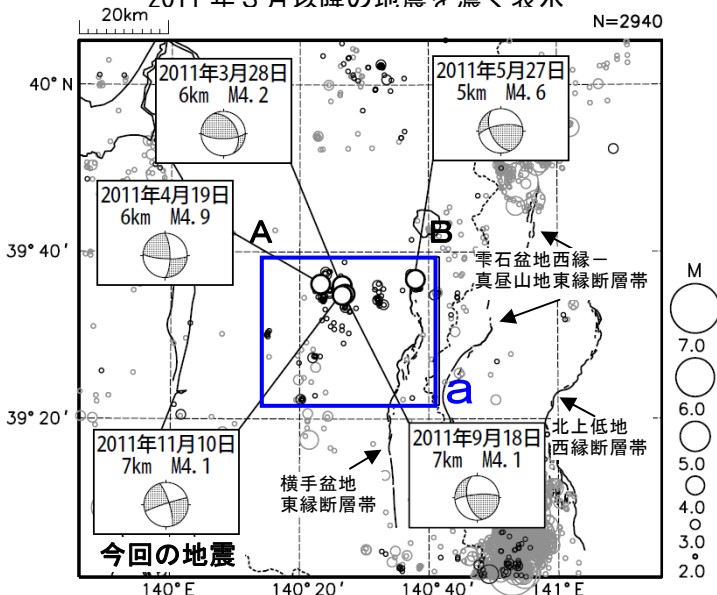 2011年3月以降の地震を濃く表示
20km
N=2940
40°N
2011年3月28日
6km M4.2
2011年5月27日
5km M4.6
2011年4月19日
6km M4.9
A
B
39°40′
雫石盆地西縁−
真昼山地東縁断層帯
M
7.0
6.0
5.0
4.0
3.0
2.0
a
39°20′
2011年11月10日
7km M4.1
今回の地震
2011年9月18日
7km M4.1
横手盆地
東縁断層帯
北上低地
西縁断層帯
140°E
140°20′
140°40′
141°E